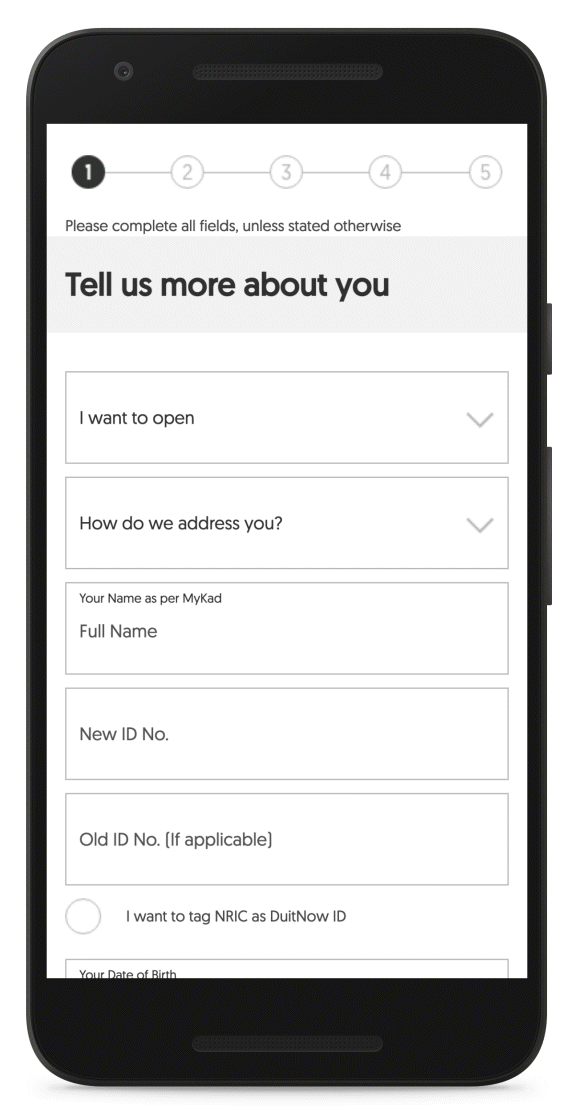 1 2 3 4 5
Please complete all fields, unless stated otherwise
Tell us more about you
I want to open
How do we address you?
Your Name as per MyKad
Full Name
New ID No.
Old ID No. (If applicable)
I want to tag NRIC as DuitNow ID
Your Date of Birth